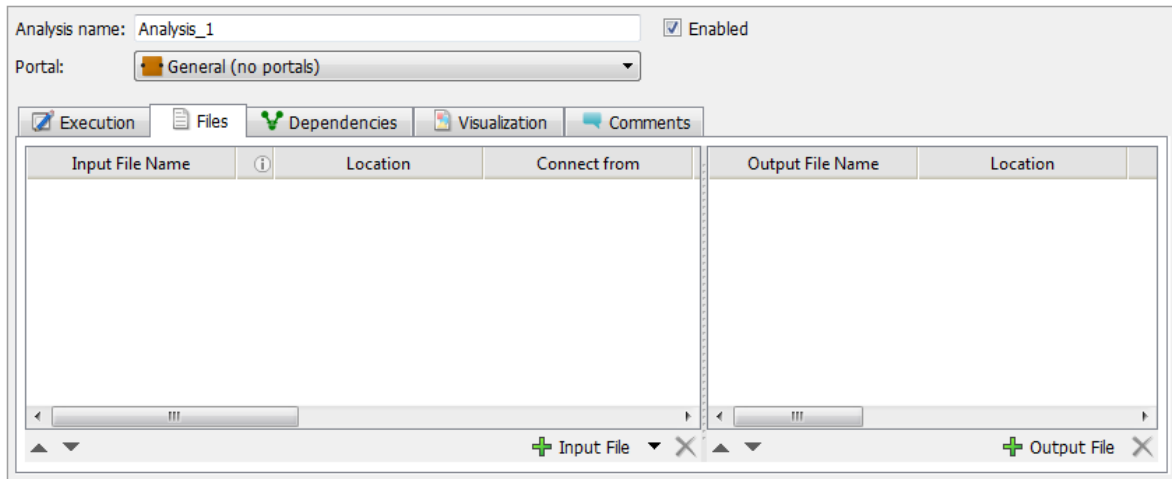 Analysis name: Analysis_1 Enabled
Portal: General (no portals)
Execution Files Dependencies Visualization Comments
Input File Name Location Connect from Output File Name Location
Input File Output File